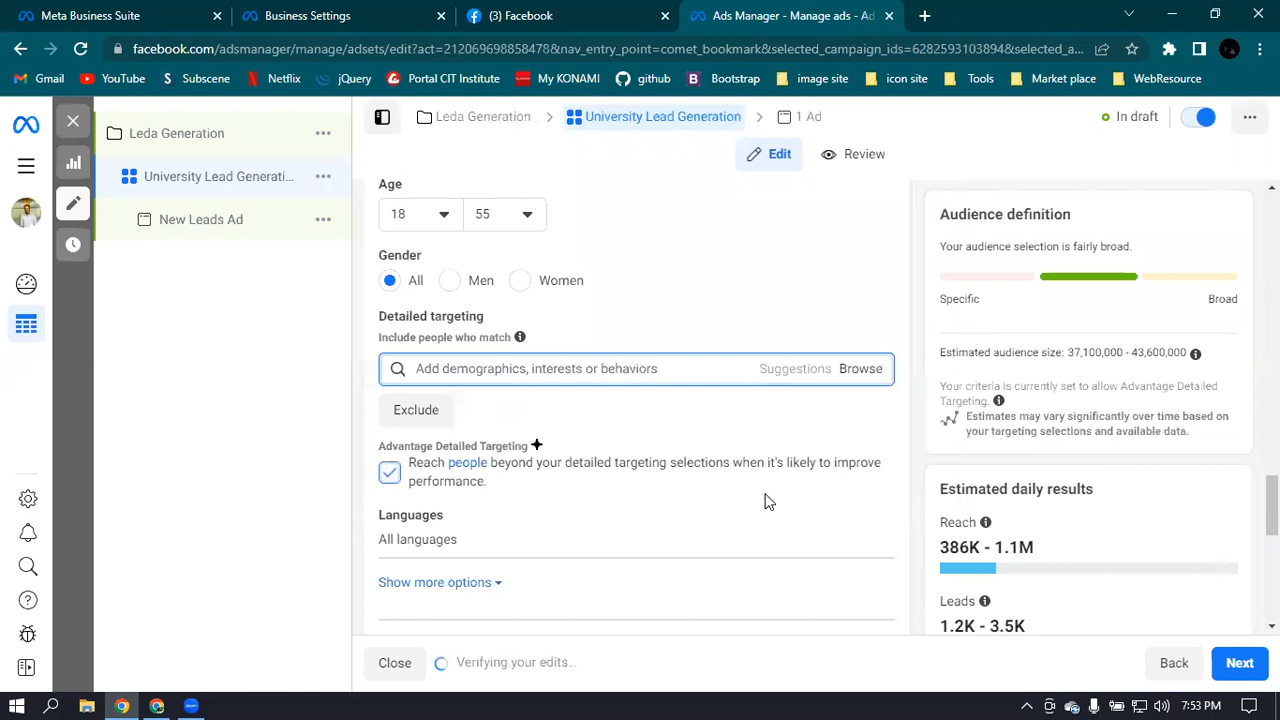 Meta Business Suite
Business Settings
(3) Facebook
Ads Manager - Manage ads - Ad
facebook.com/adsmanager/manage/adsets/edit?act=212069698858478&nav_entry_point=comet_bookmark&selected_campaign_ids=6282593103894&selected_a...
Gmail YouTube Subscene Netflix jQuery Portal CIT Institute My KONAMI github Bootstrap image site icon site Tools Market place WebResource
Leda Generation
University Lead Generati...
New Leads Ad
Leda Generation University Lead Generation 1 Ad
In draft
Edit Review
Age
18 55
Gender
All Men Women
Detailed targeting
Include people who match
Add demographics, interests or behaviors Suggestions Browse
Exclude
Advantage Detailed Targeting
Reach people beyond your detailed targeting selections when it's likely to improve
performance.
Languages
All languages
Show more options
Audience definition
Your audience selection is fairly broad.
Specific Broad
Estimated audience size: 37,100,000 - 43,600,000
Your criteria is currently set to allow Advantage Detailed
Targeting.
Estimates may vary significantly over time based on
your targeting selections and available data.
Estimated daily results
Reach
386K - 1.1M
Leads
1.2K - 3.5K
Close Verifying your edits... Back Next
7:53 PM